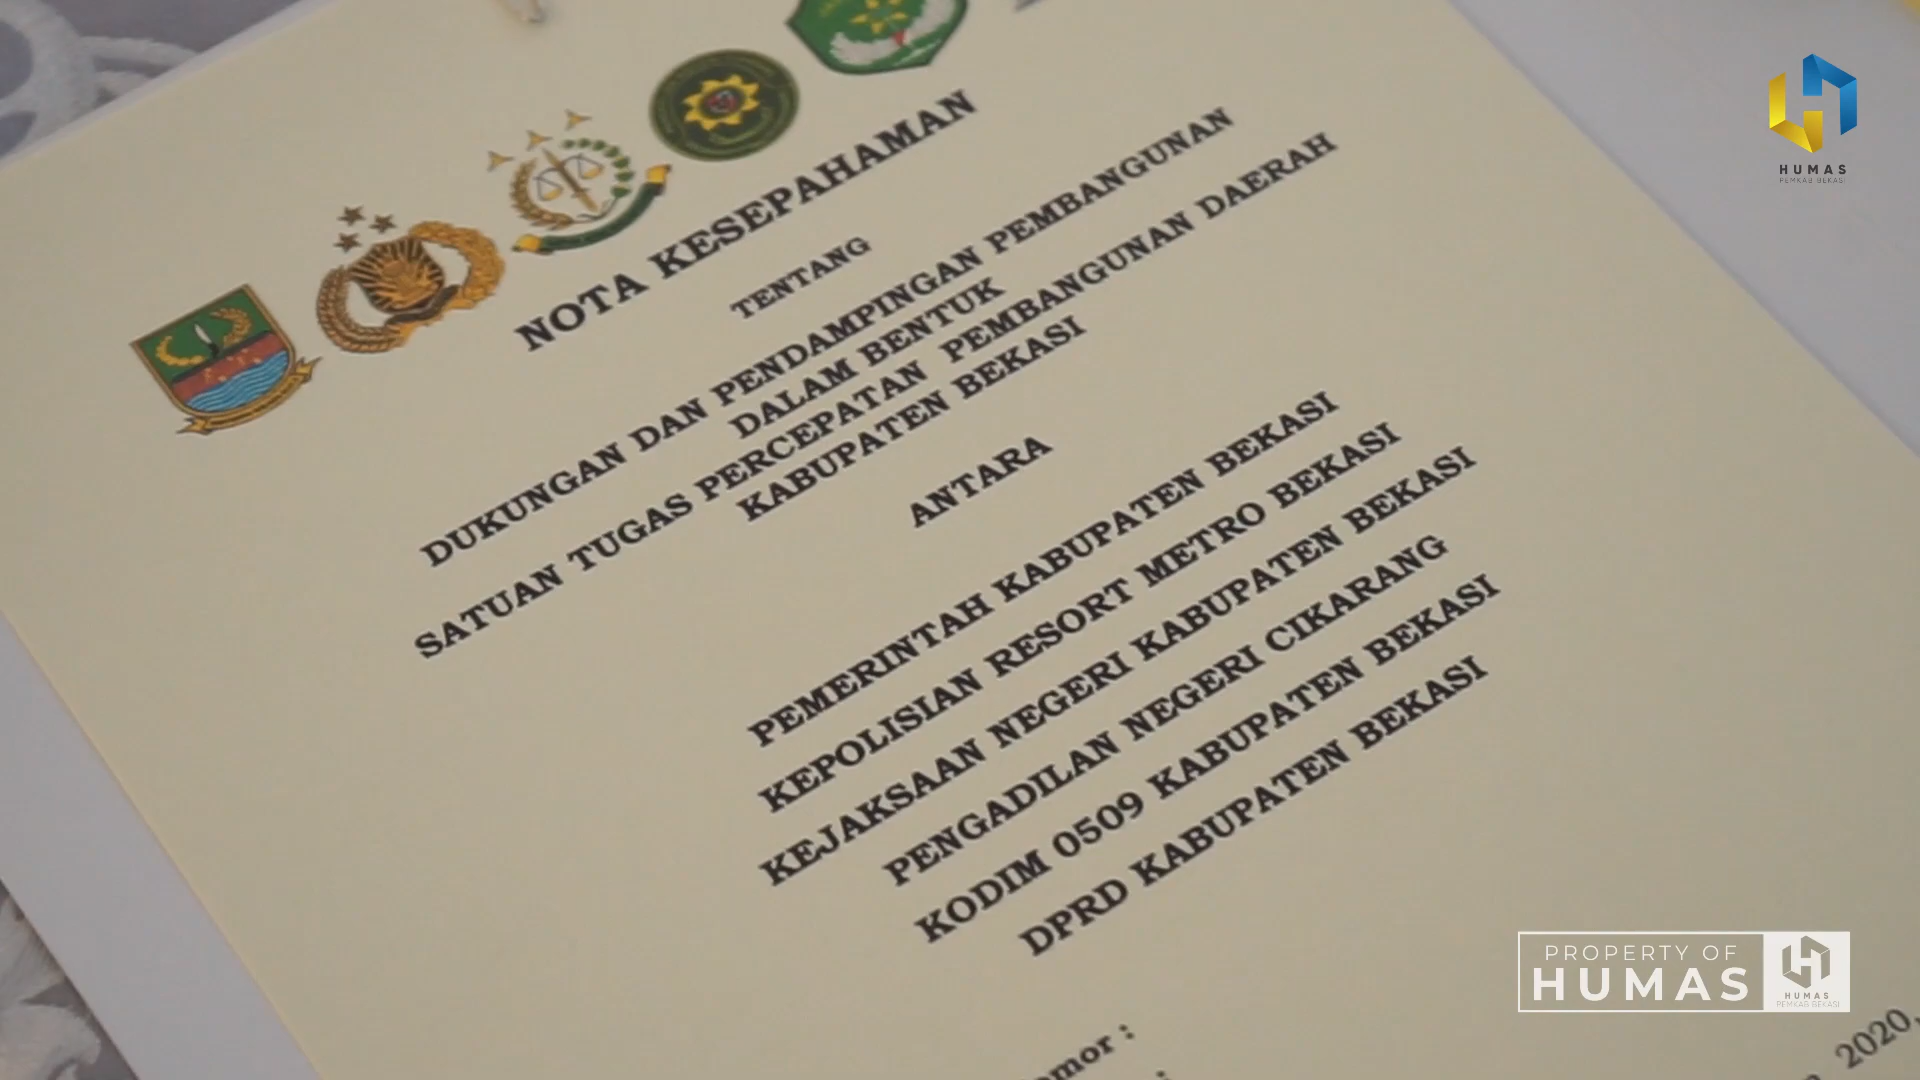 NOTA KESEPAHAMAN
TENTANG
DUKUNGAN DAN PENDAMPINGAN PEMBANGUNAN
DALAM BENTUK
SATUAN TUGAS PERCEPATAN PEMBANGUNAN DAERAH
KABUPATEN BEKASI
ANTARA
PEMERINTAH KABUPATEN BEKASI
KEPOLISIAN RESORT METRO BEKASI
KEJAKSAAN NEGERI KABUPATEN BEKASI
PENGADILAN NEGERI CIKARANG
KODIM 0509 KABUPATEN BEKASI
DPRD KABUPATEN BEKASI
2020,
HUMAS
PEMKAB BEKASI
PROPERTY OF
HUMAS
HUMAS
PEMKAB BEKASI